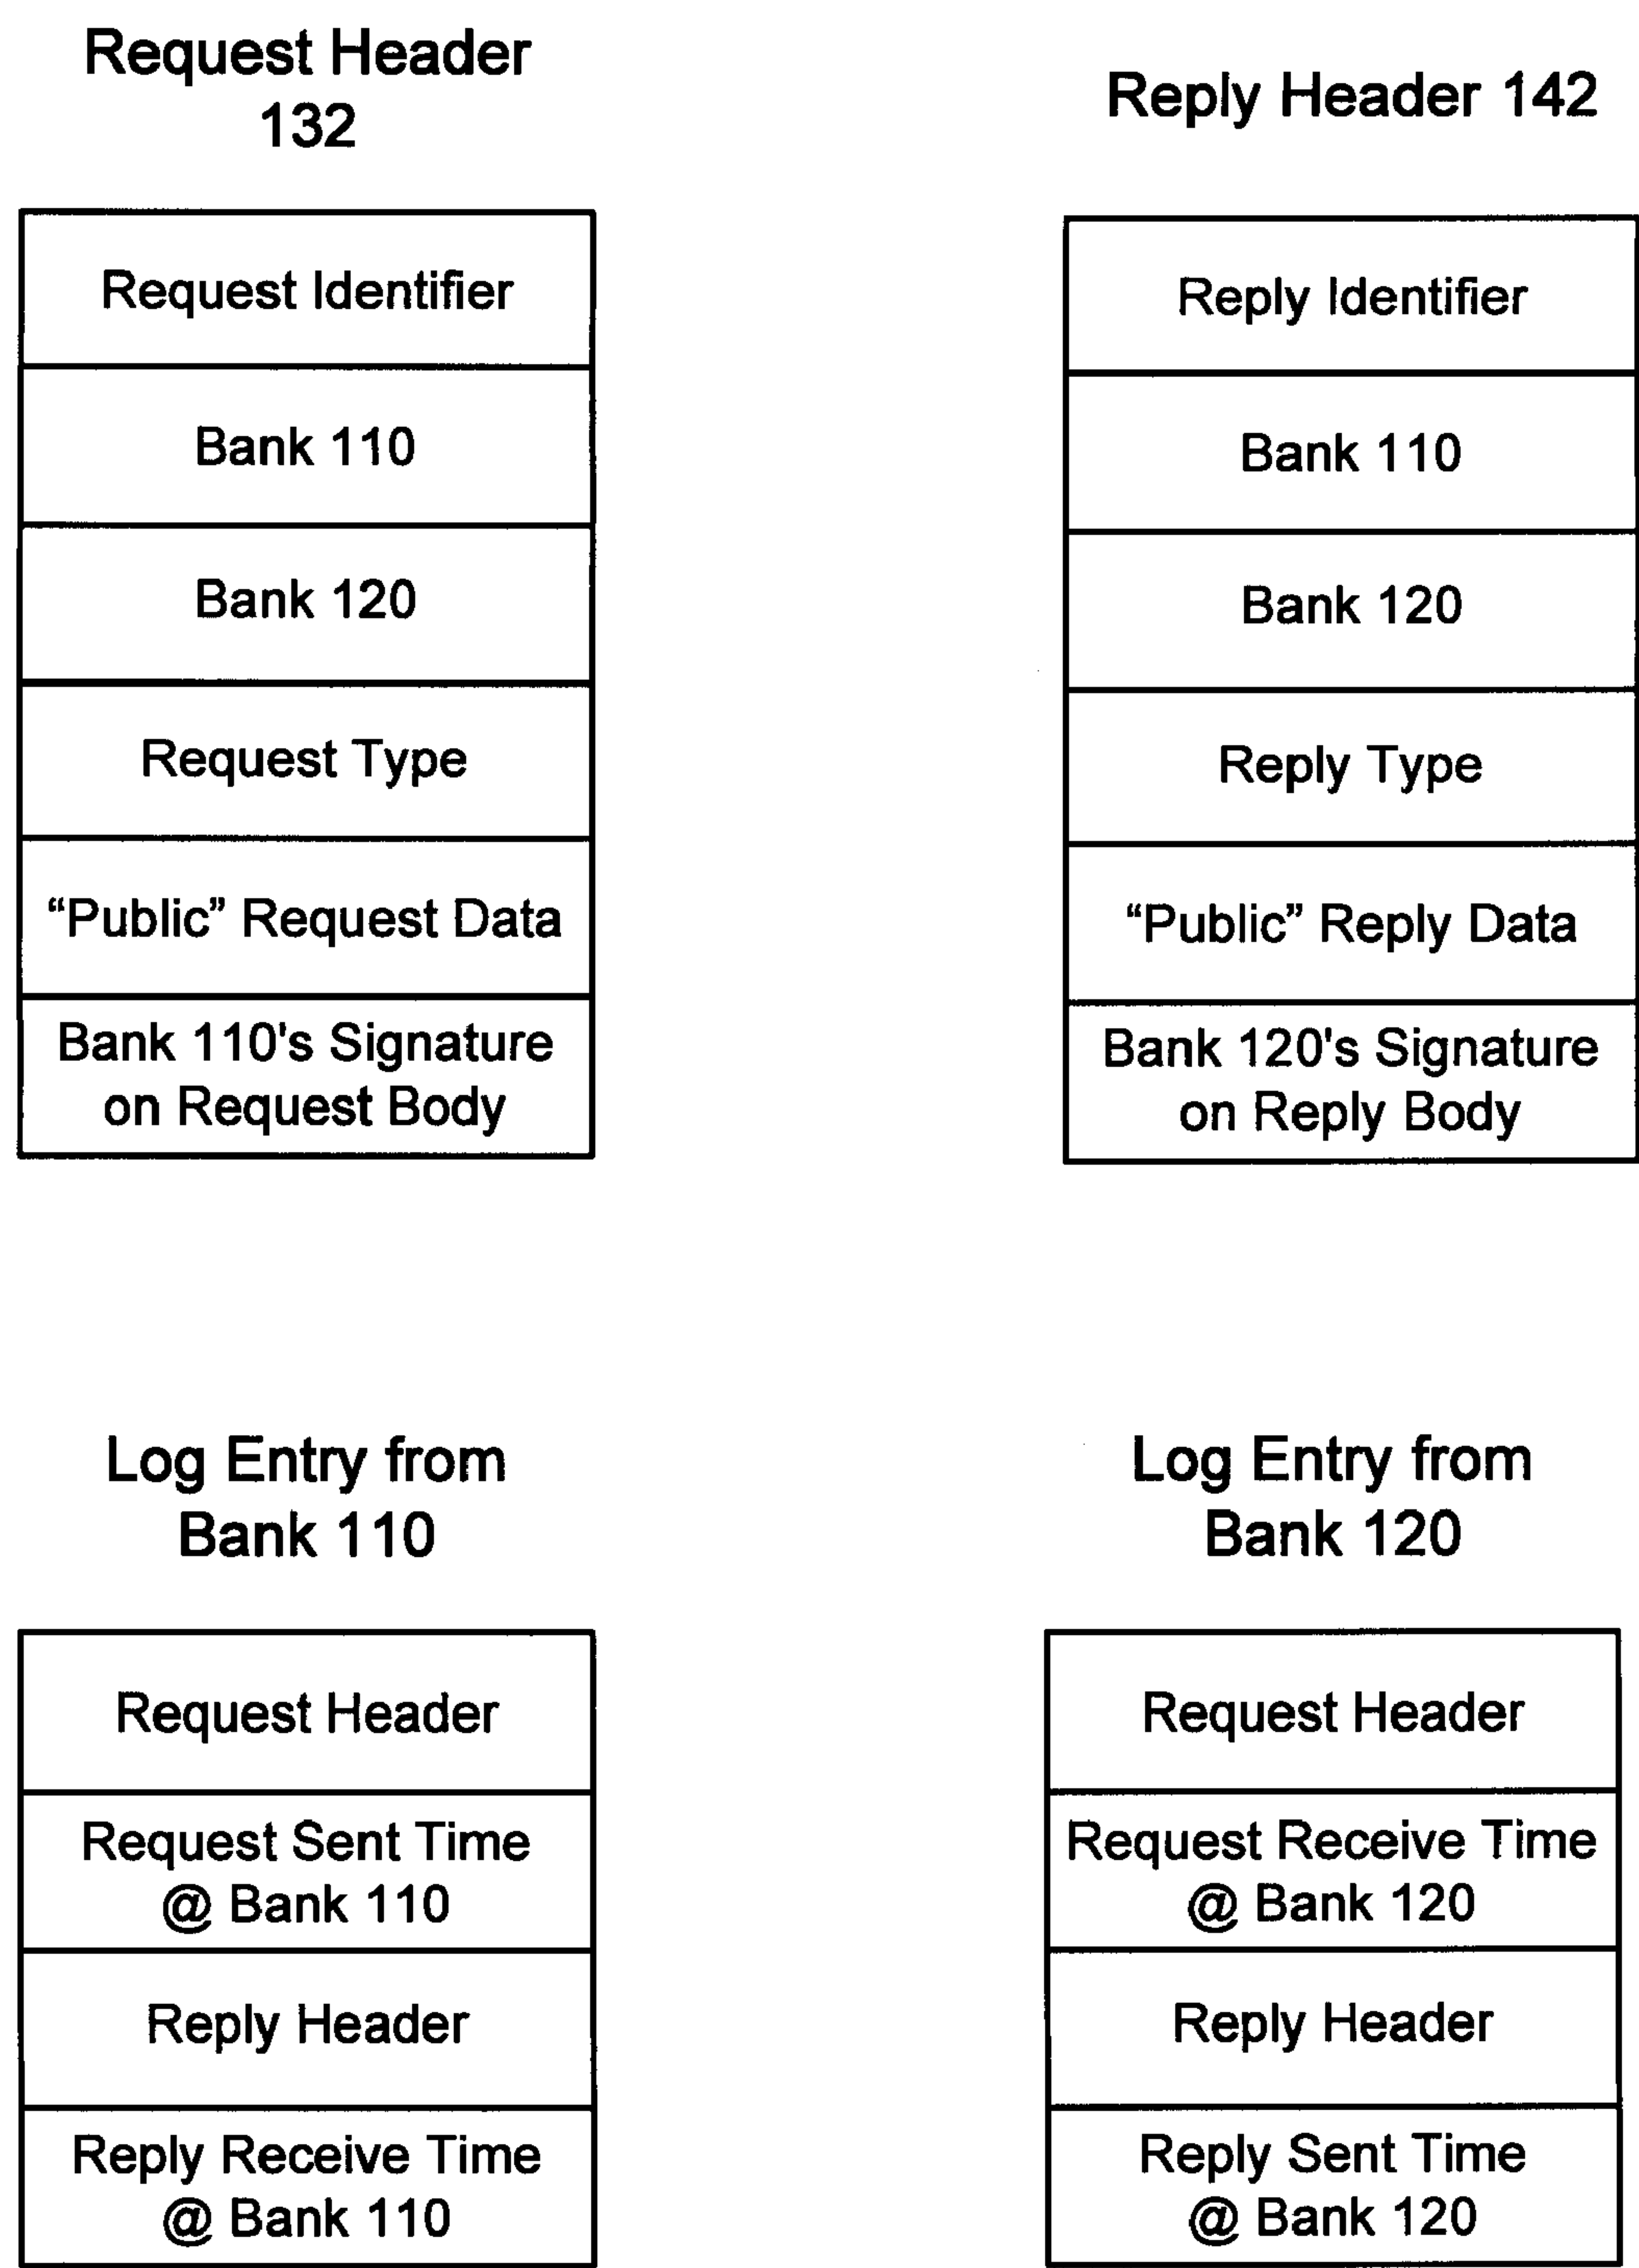 Request Header
132
Request Identifier
Bank 110
Bank 120
Request Type
“Public” Request Data
Bank 110's Signature
on Request Body
Reply Header 142
Reply Identifier
Bank 110
Bank 120
Reply Type
“Public” Reply Data
Bank 120's Signature
on Reply Body
Log Entry from
Bank 110
Request Header
Request Sent Time
@ Bank 110
Reply Header
Reply Receive Time
@ Bank 110
Log Entry from
Bank 120
Request Header
Request Receive Time
@ Bank 120
Reply Header
Reply Sent Time
@ Bank 120